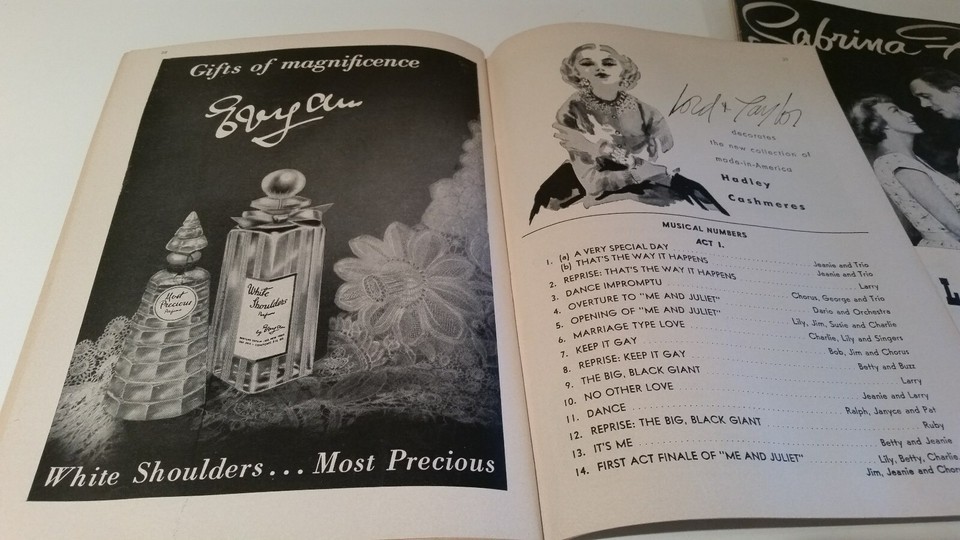 Gifts of magnificence
Evyan
Most
Precious
Perfume
White
Shoulders
Perfume
by Evyan
White Shoulders... Most Precious
Lord & Taylor
decorates
the new collection of
made-in-America
Hadley
Cashmeres
MUSICAL NUMBERS
ACT I.
1. (a) A VERY SPECIAL DAY Jeanie and Trio
(b) THAT'S THE WAY IT HAPPENS Jeanie and Trio
2. REPRISE: THAT'S THE WAY IT HAPPENS Larry
3. DANCE IMPROMPTU Chorus, George and Trio
4. OVERTURE TO "ME AND JULIET" Dario and Orchestra
5. OPENING OF "ME AND JULIET" Lily, Jim, Susie and Charlie
6. MARRIAGE TYPE LOVE Charlie, Lily and Singers
7. KEEP IT GAY Bob, Jim and Chorus
8. REPRISE: KEEP IT GAY Betty and Buzz
9. THE BIG, BLACK GIANT Larry
10. NO OTHER LOVE Jeanie and Larry
11. DANCE Ralph, Janyce and Pat
12. REPRISE: THE BIG, BLACK GIANT Ruby
13. IT'S ME Betty and Jeanie
14. FIRST ACT FINALE OF "ME AND JULIET" Lily, Betty, Charlie,
Jim, Jeanie and Chor
Sabrina F
L